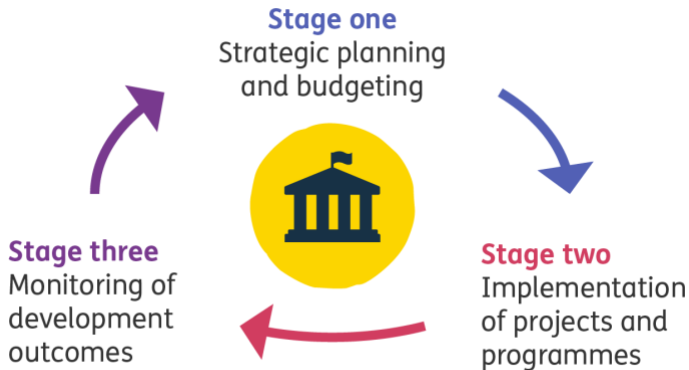 Stage one
Strategic planning
and budgeting
Stage two
Implementation
of projects and
programmes
Stage three
Monitoring of
development
outcomes